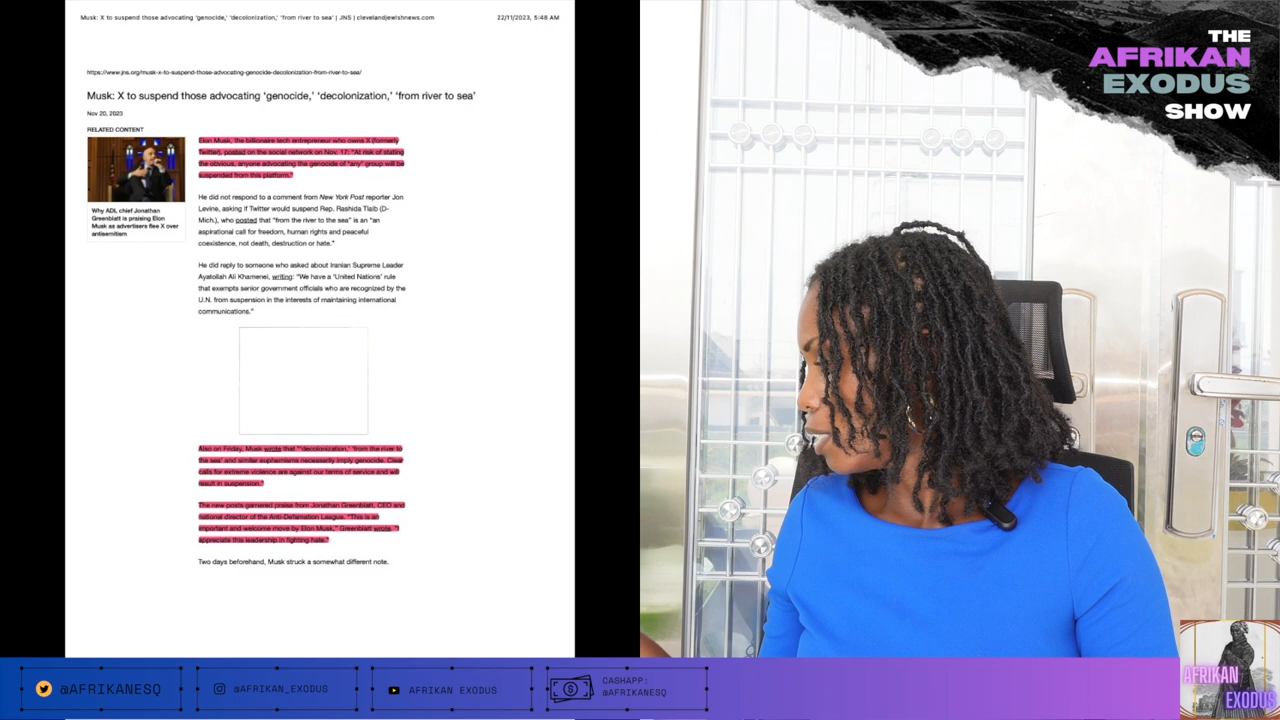 Musk: X to suspend those advocating 'genocide,' 'decolonization,' 'from river to sea' | JNS | clevelandjewishnews.com
22/11/2023, 5:48 AM
https://www.jns.org/musk-x-to-suspend-those-advocating-genocide-decolonization-from-river-to-sea/
Musk: X to suspend those advocating 'genocide,' 'decolonization,' 'from river to sea'
Nov 20, 2023
RELATED CONTENT
Why ADL chief Jonathan
Greenblatt is praising Elon
Musk as advertisers flee X over
antisemitism
Elon Musk, the billionaire tech entrepreneur who owns X (formerly
Twitter), posted on the social network on Nov. 17: "At risk of stating
the obvious, anyone advocating the genocide of *any* group will be
suspended from this platform."
He did not respond to a comment from New York Post reporter Jon
Levine, asking if Twitter would suspend Rep. Rashida Tlaib (D-
Mich.), who posted that "from the river to the sea" is an "an
aspirational call for freedom, human rights and peaceful
coexistence, not death, destruction or hate."
He did reply to someone who asked about Iranian Supreme Leader
Ayatollah Ali Khamenei, writing: "We have a 'United Nations' rule
that exempts senior government officials who are recognized by the
U.N. from suspension in the interests of maintaining international
communications."
Also on Friday, Musk wrote that "'decolonization,' 'from the river to
the sea' and similar euphemisms necessarily imply genocide. Clear
calls for extreme violence are against our terms of service and will
result in suspension."
The new posts garnered praise from Jonathan Greenblatt, CEO and
national director of the Anti-Defamation League. "This is an
important and welcome move by Elon Musk," Greenblatt wrote. "I
appreciate this leadership in fighting hate."
Two days beforehand, Musk struck a somewhat different note.
THE
AFRIKAN
EXODUS
SHOW
@AFRIKANESQ
@AFRIKAN_EXODUS
AFRIKAN EXODUS
CASHAPP:
@AFRIKANESQ
AFRIKAN
EXODUS